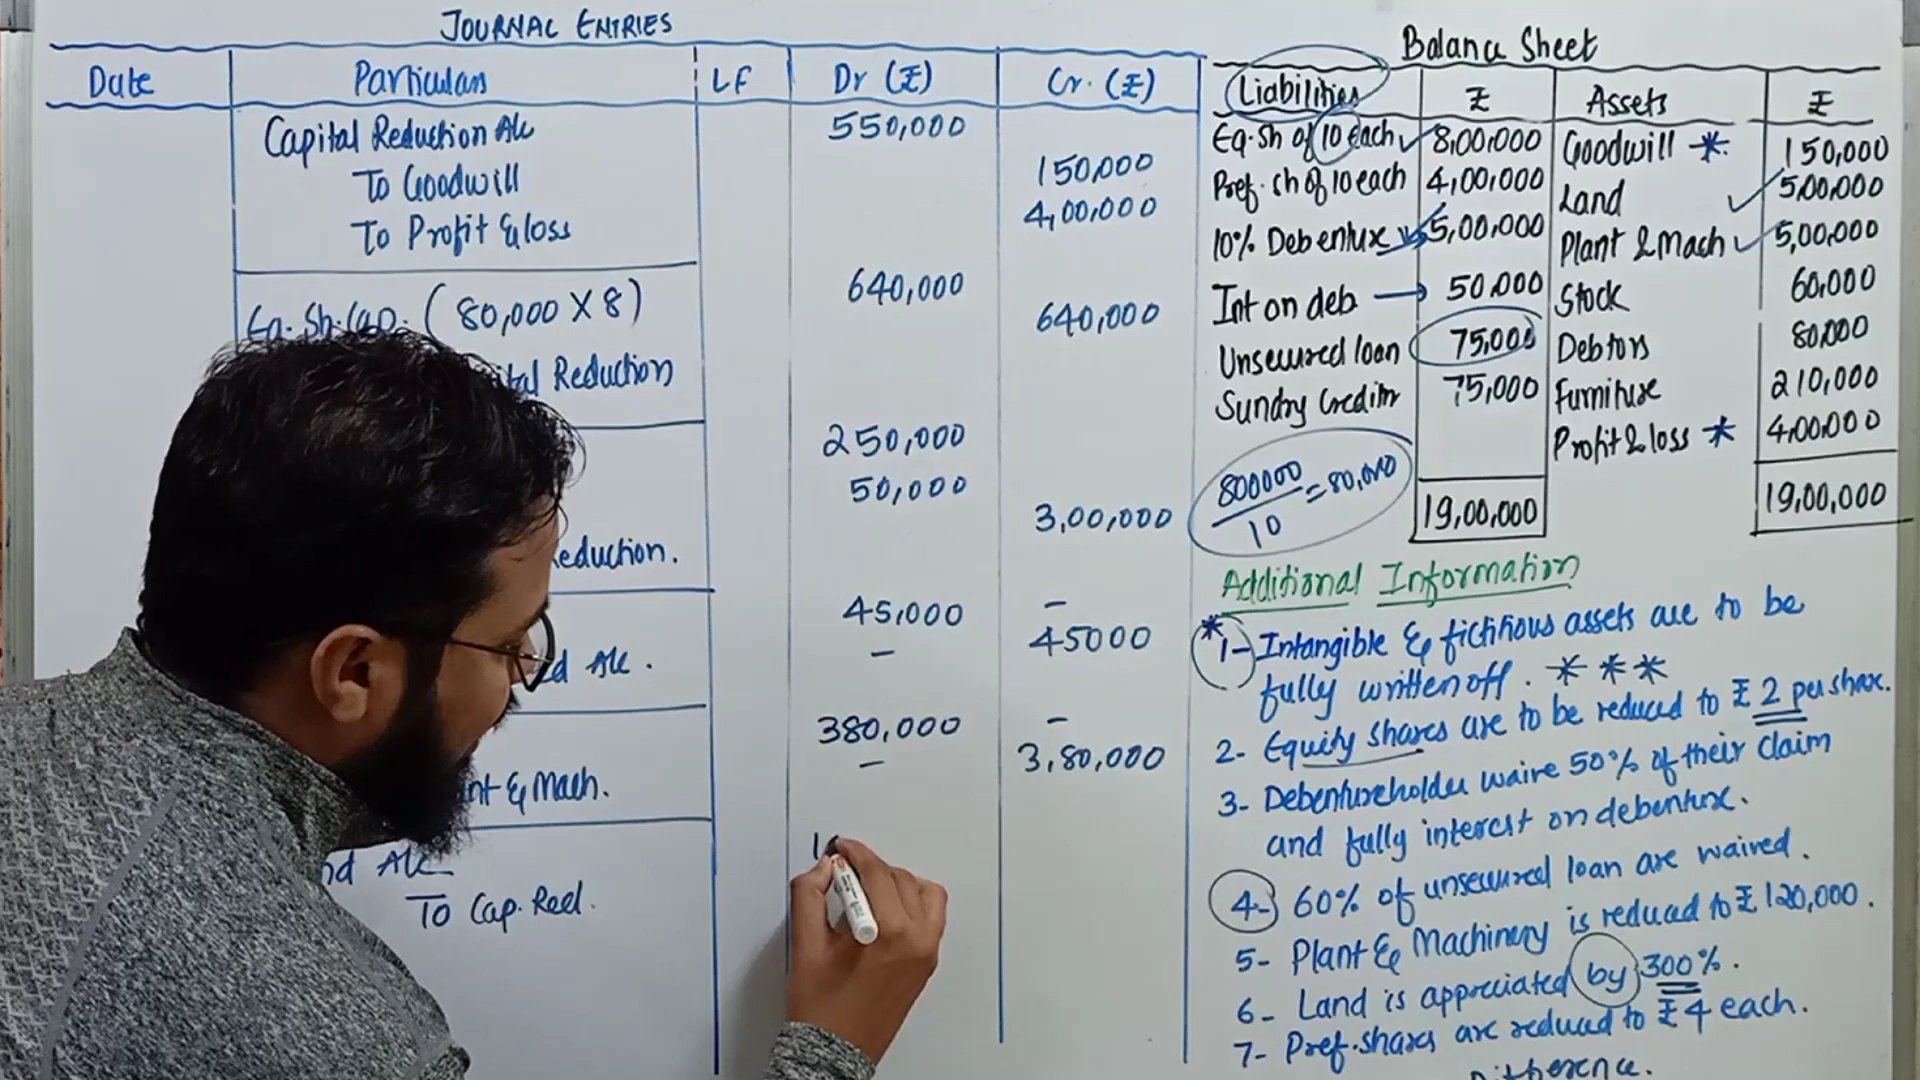 JOURNAL ENTRIES
Date Particulars LF Dr (₹) Cr. (₹)
Capital Reduction A/c 550,000
To Goodwill 150,000
To Profit & loss 4,00,000
Eq. Sh. Cap. (80,000 X 8) 640,000
Reduction 640,000
250,000
50,000
Reduction. 3,00,000
45,000 –
A/c. – 45000
380,000 –
& Mach. – 3,80,000
A/c
To Cap. Red.
Balance Sheet
Liabilities ₹ Assets ₹
Eq. Sh of 10 each 8,00,000 Goodwill * 150,000
Pref. Sh of 10 each 4,00,000 Land 5,00,000
10% Debenture 5,00,000 Plant & Mach 5,00,000
Int on deb → 50,000 Stock 60,000
Unsecured loan 75,000 Debtors 80,000
Sundry Creditor 75,000 Furniture 210,000
Profit & loss * 4,00,000
800000/10 = 80,000
19,00,000 19,00,000
Additional Information
* 1- Intangible & fictitious assets are to be
fully written off. * * *
2- Equity shares are to be reduced to ₹ 2 per share.
3- Debentureholder waive 50% of their claim
and fully interest on debenture.
4- 60% of unsecured loan are waived.
5- Plant & Machinery is reduced to ₹ 120,000.
6- Land is appreciated by 300%.
7- Pref. shares are reduced to ₹ 4 each.